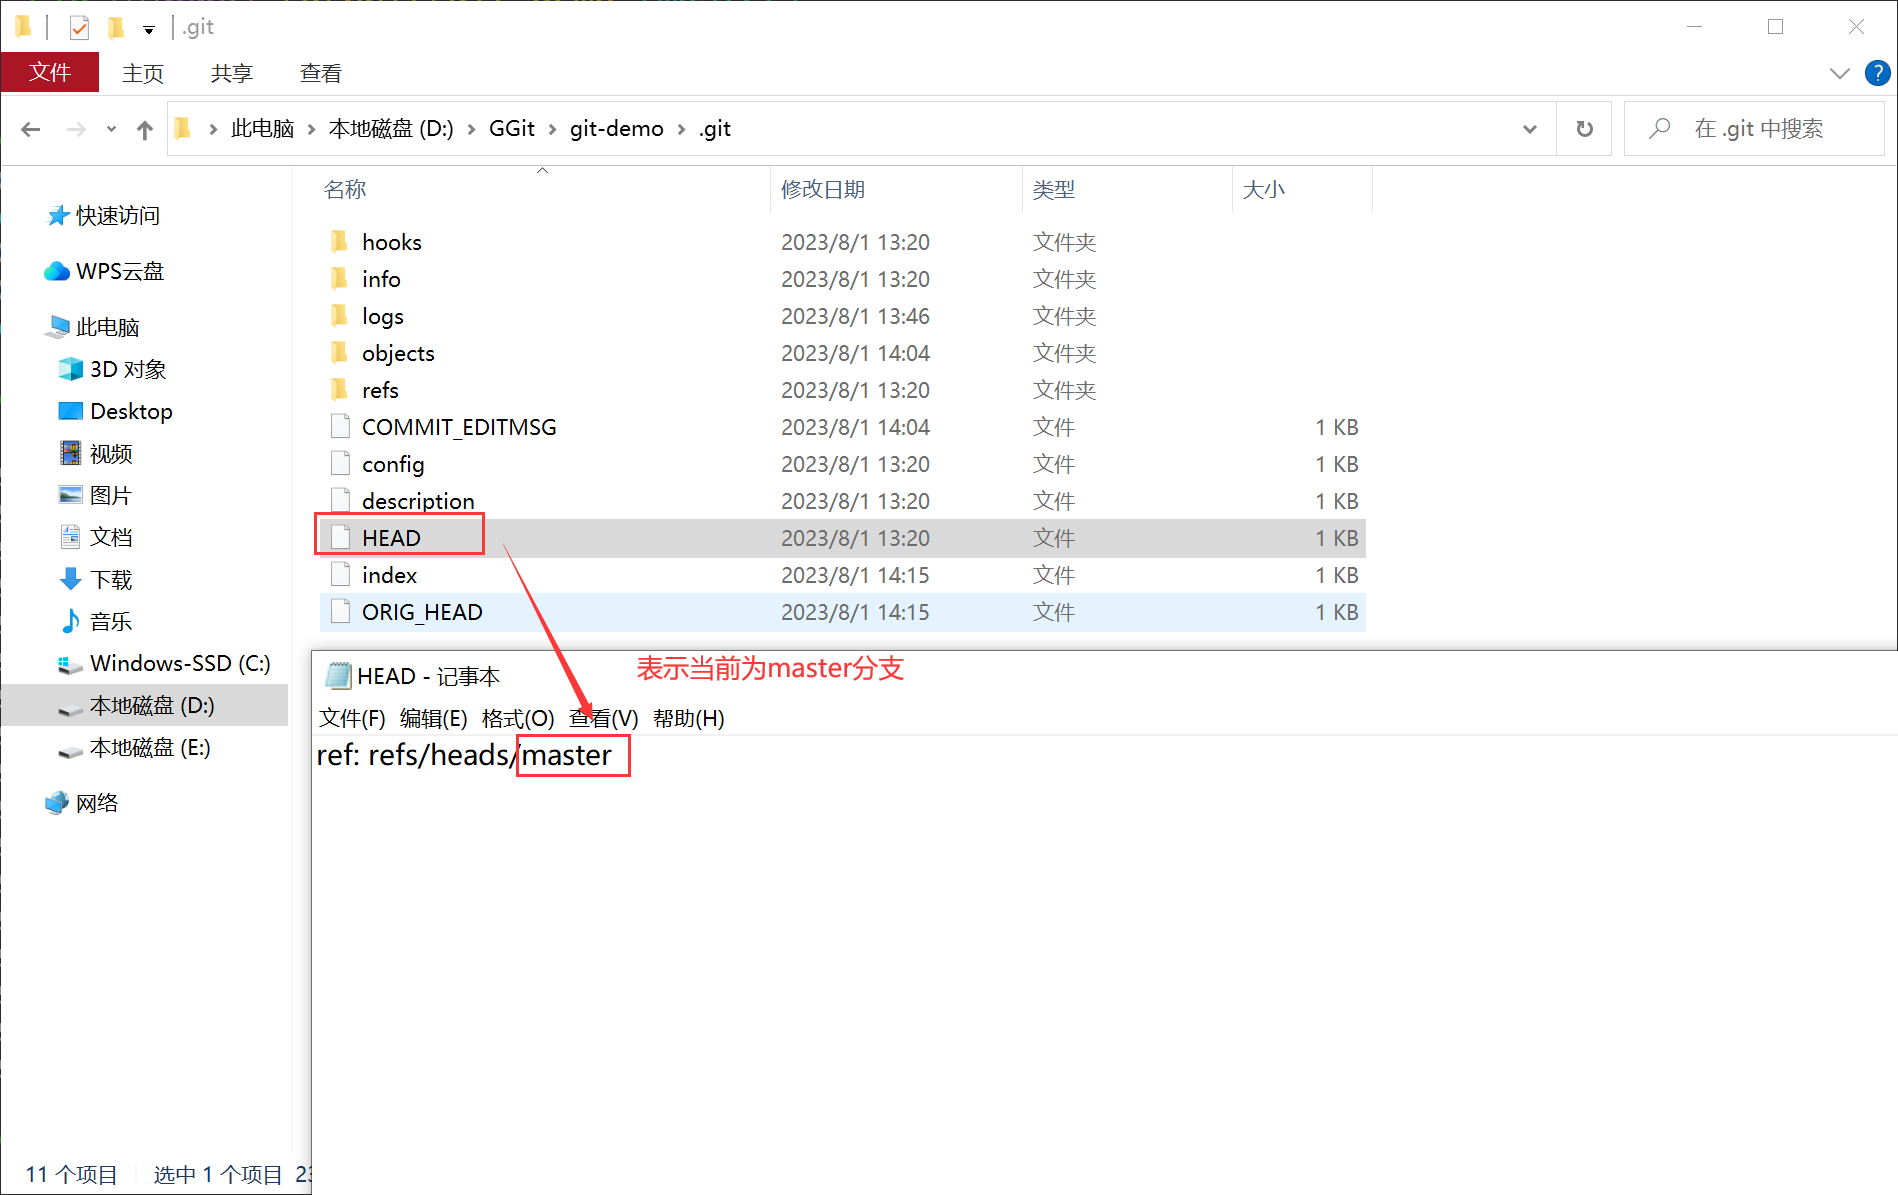 .git
文件 主页 共享 查看
此电脑 本地磁盘 (D:) GGit git-demo .git 在 .git 中搜索
名称 修改日期 类型 大小
快速访问
WPS云盘
此电脑
3D 对象
Desktop
视频
图片
文档
下载
音乐
Windows-SSD (C:)
本地磁盘 (D:)
本地磁盘 (E:)
网络
hooks 2023/8/1 13:20 文件夹
info 2023/8/1 13:20 文件夹
logs 2023/8/1 13:46 文件夹
objects 2023/8/1 14:04 文件夹
refs 2023/8/1 13:20 文件夹
COMMIT_EDITMSG 2023/8/1 14:04 文件 1 KB
config 2023/8/1 13:20 文件 1 KB
description 2023/8/1 13:20 文件 1 KB
HEAD 2023/8/1 13:20 文件 1 KB
index 2023/8/1 14:15 文件 1 KB
ORIG_HEAD 2023/8/1 14:15 文件 1 KB
HEAD - 记事本
表示当前为master分支
文件(F) 编辑(E) 格式(O) 查看(V) 帮助(H)
ref: refs/heads/master
11 个项目 选中 1 个项目